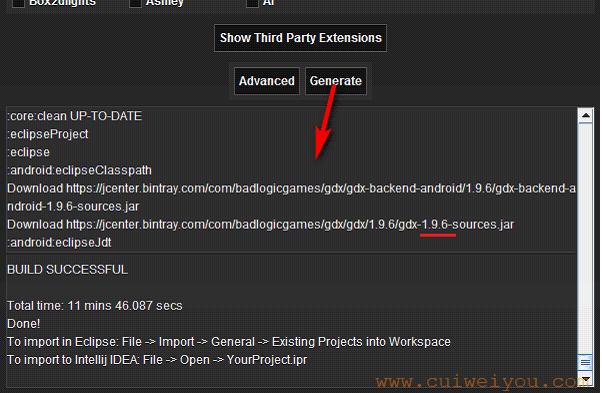 Box2dlights Ashley Ai
Show Third Party Extensions
Advanced Generate
:core:clean UP-TO-DATE
:eclipseProject
:eclipse
:android:eclipseClasspath
Download https://jcenter.bintray.com/com/badlogicgames/gdx/gdx-backend-android/1.9.6/gdx-backend-a
ndroid-1.9.6-sources.jar
Download https://jcenter.bintray.com/com/badlogicgames/gdx/gdx/1.9.6/gdx-1.9.6-sources.jar
:android:eclipseJdt
BUILD SUCCESSFUL
Total time: 11 mins 46.087 secs
Done!
To import in Eclipse: File -> Import -> General -> Existing Projects into Workspace
To import to Intellij IDEA: File -> Open -> YourProject.ipr
www.cuiweiyou.com